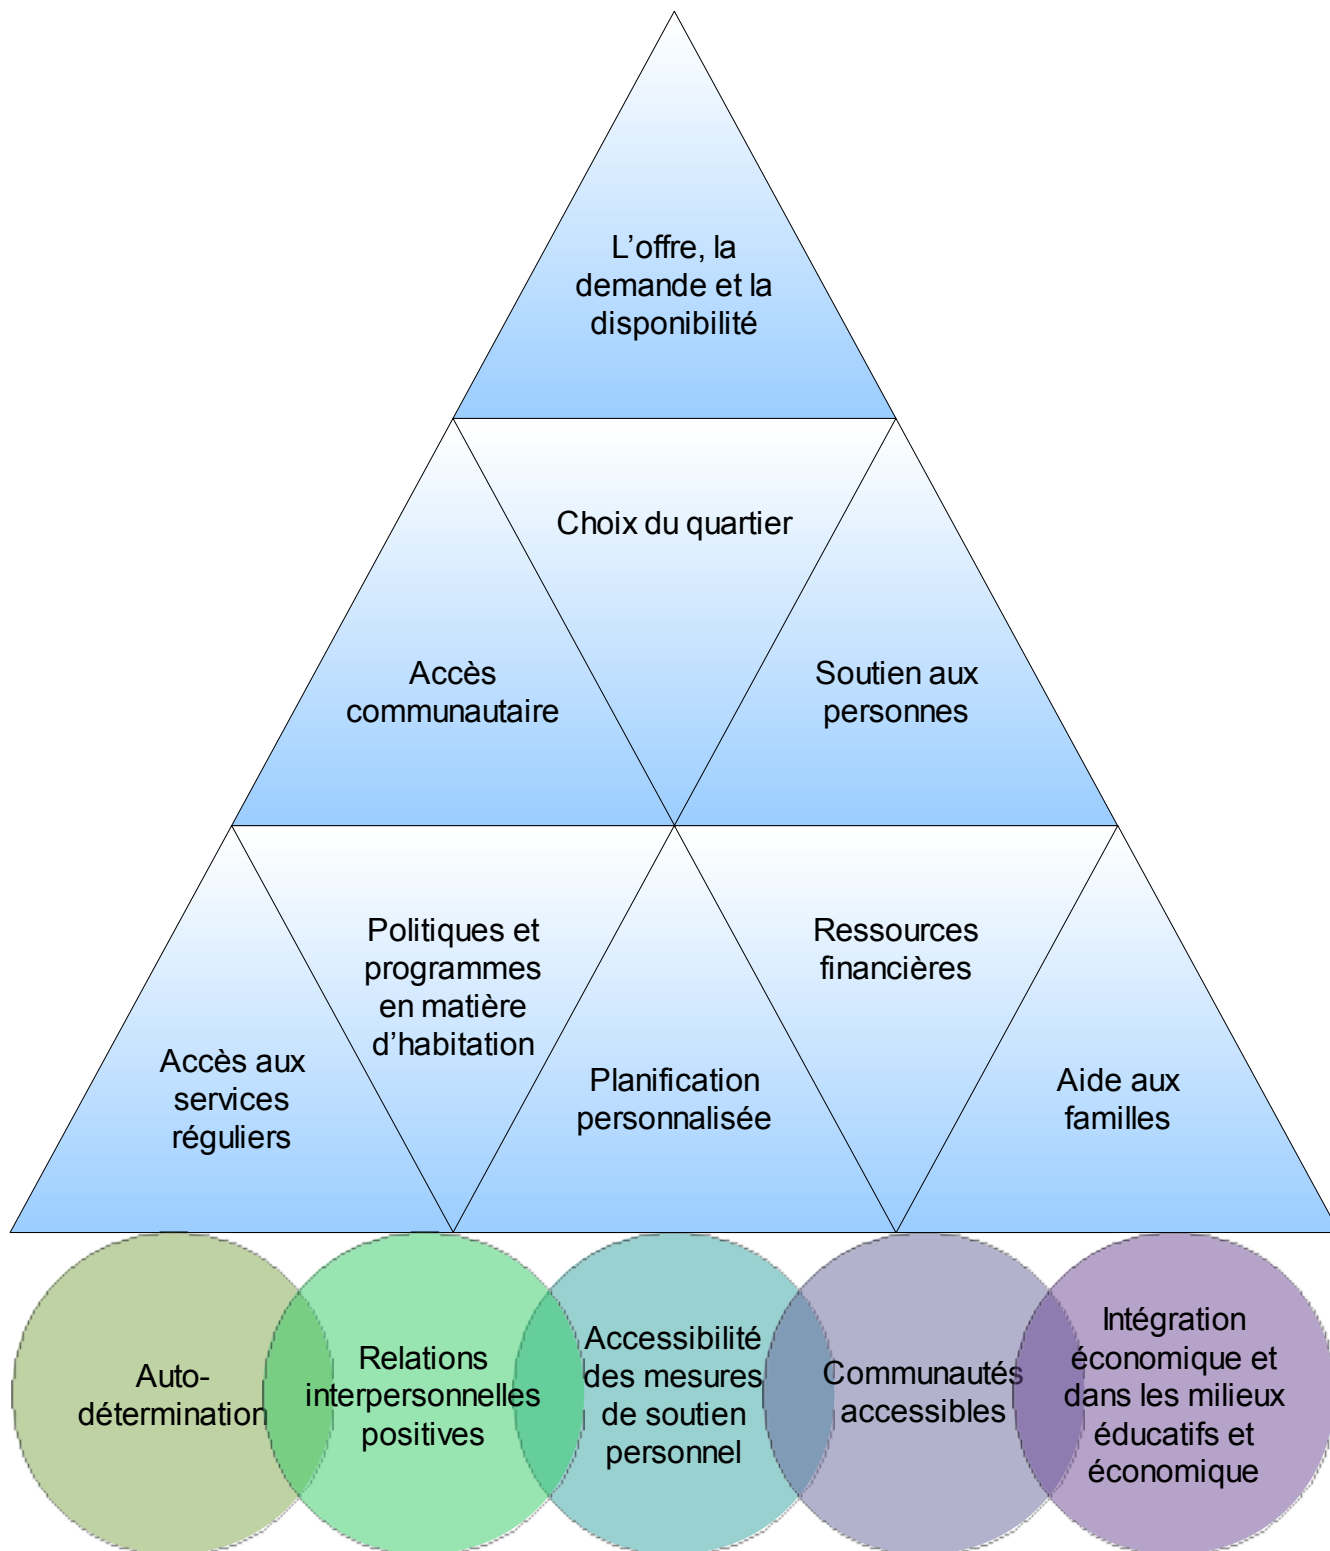 L’offre, la
demande et la
disponibilité
Choix du quartier
Accès
communautaire
Soutien aux
personnes
Accès aux
services
réguliers
Politiques et
programmes
en matière
d’habitation
Planification
personnalisée
Ressources
financières
Aide aux
familles
Auto-
détermination
Relations
interpersonnelles
positives
Accessibilité
des mesures
de soutien
personnel
Communautés
accessibles
Intégration
économique et
dans les milieux
éducatifs et
économique